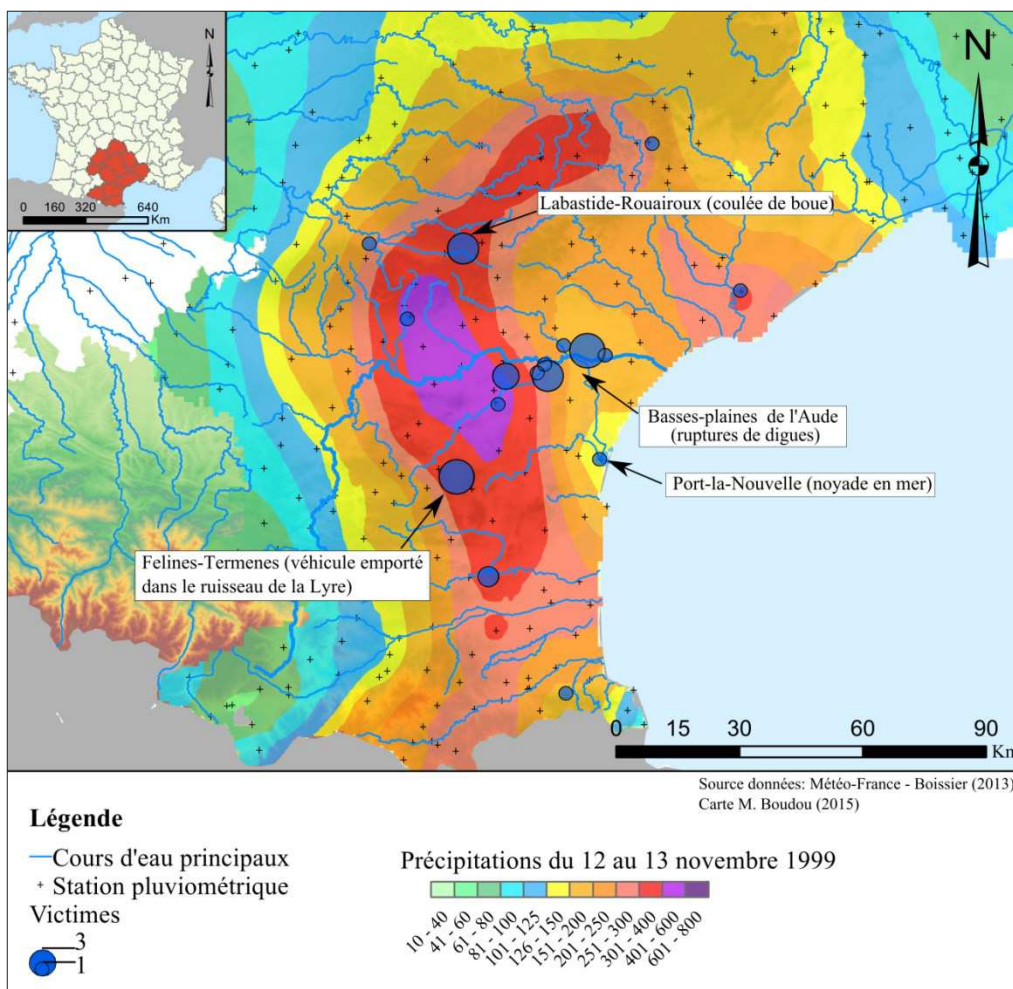 N
0 160 320 640
Km
N
Labastide-Rouairoux (coulée de boue)
Basses-plaines de l'Aude
(ruptures de digues)
Port-la-Nouvelle (noyade en mer)
Felines-Termenes (véhicule emporté
dans le ruisseau de la Lyre)
0 15 30 60 90
Km
Source données: Météo-France - Boissier (2013)
Carte M. Boudou (2015)
Légende
Cours d'eau principaux
Station pluviométrique
Victimes
3
1
Précipitations du 12 au 13 novembre 1999
10 - 40
41 - 60
61 - 80
81 - 100
101 - 125
126 - 150
151 - 200
201 - 250
251 - 300
301 - 400
401 - 600
601 - 800